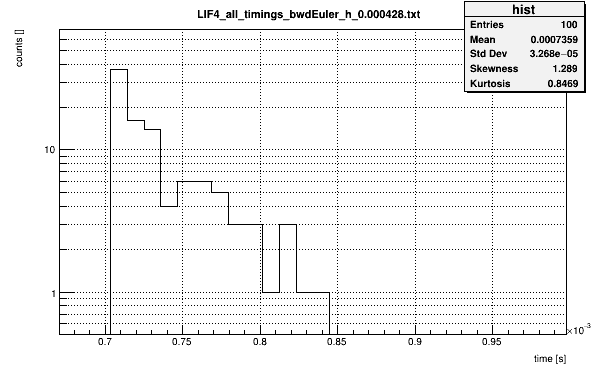 LIF4_all_timings_bwdEuler_h_0.000428.txt
hist
Entries 100
Mean 0.0007359
Std Dev 3.268e−05
Skewness 1.289
Kurtosis 0.8469
counts []
10
1
0.7 0.75 0.8 0.85 0.9 0.95
×10⁻³
time [s]